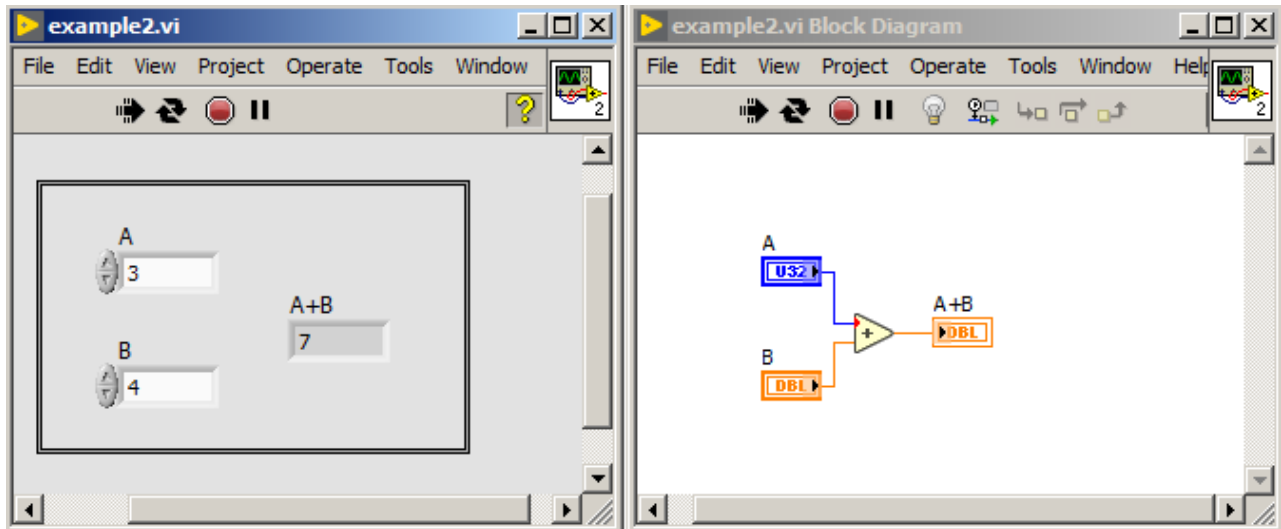 example2.vi
File Edit View Project Operate Tools Window
2
A
3
A+B
7
B
4
example2.vi Block Diagram
File Edit View Project Operate Tools Window Help
2
A
U32
A+B
DBL
+
B
DBL